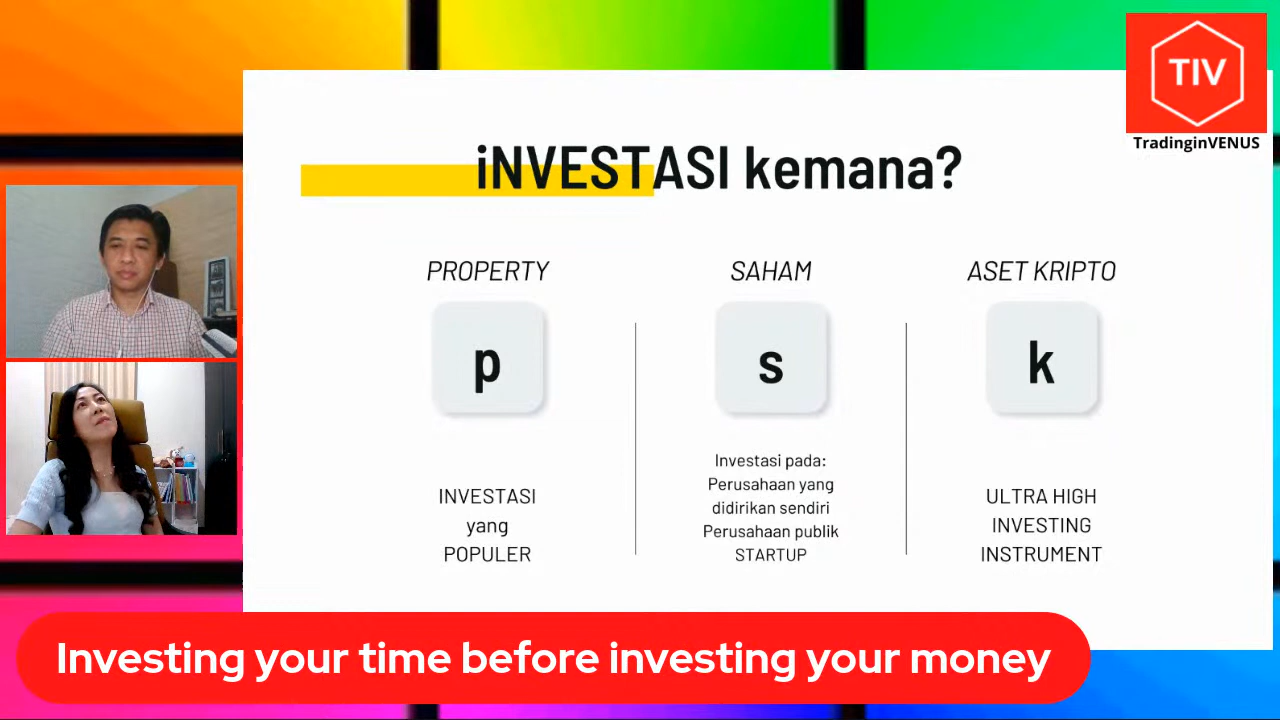 TIV
TradinginVENUS
iNVESTASI kemana?
PROPERTY
p
INVESTASI
yang
POPULER
SAHAM
s
Investasi pada:
Perusahaan yang
didirikan sendiri
Perusahaan publik
STARTUP
ASET KRIPTO
k
ULTRA HIGH
INVESTING
INSTRUMENT
Investing your time before investing your money